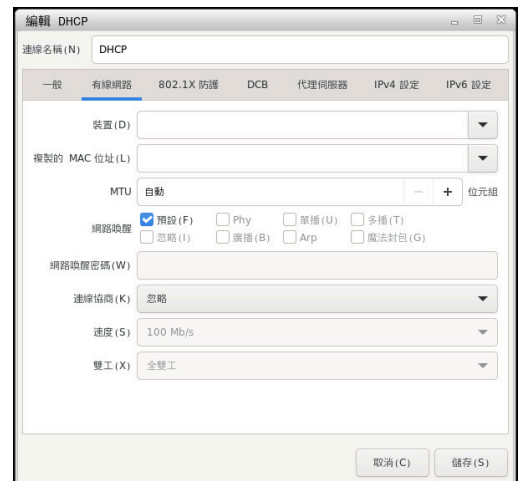 編輯 DHCP
連線名稱(N) DHCP
一般 有線網路 802.1X 防護 DCB 代理伺服器 IPv4 設定 IPv6 設定
裝置(D)
複製的 MAC 位址(L)
MTU 自動 − + 位元組
網路喚醒
預設(F) Phy 單播(U) 多播(T)
忽略(I) 廣播(B) Arp 魔法封包(G)
網路喚醒密碼(W)
連線協商(K) 忽略
速度(S) 100 Mb/s
雙工(X) 全雙工
取消(C) 儲存(S)